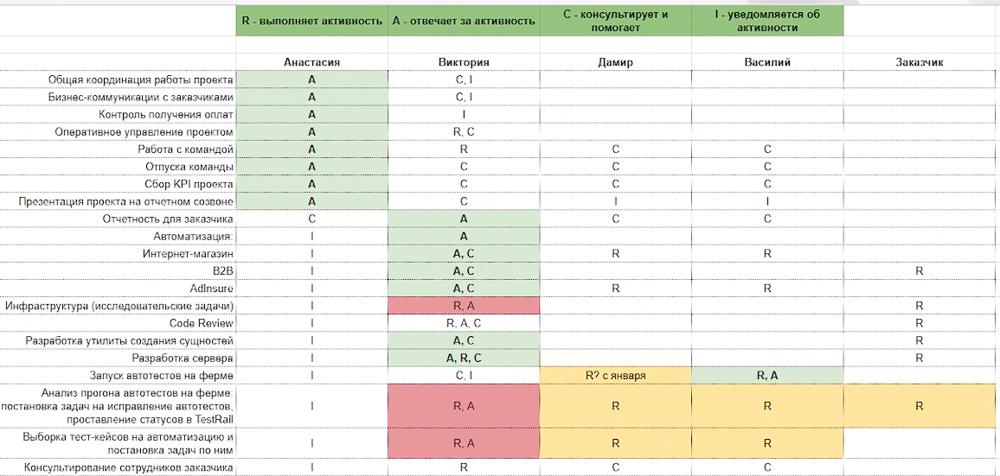 R - выполняет активность A - отвечает за активность C - консультирует и I - уведомляется об
помогает активности
Анастасия Виктория Дамир Василий Заказчик
Общая координация работы проекта A C, I
Бизнес-коммуникации с заказчиками A C, I
Контроль получения оплат A I
Оперативное управление проектом A R, C
Работа с командой A R C C
Отпуска команды A C C C
Сбор KPI проекта A C C C
Презентация проекта на отчетном созвоне A C I I
Отчетность для заказчика C A C C
Автоматизация: I A
Интернет-магазин I A, C R R
B2B I A, C R
AdInsure I A, C R R
Инфраструктура (исследовательские задачи) I R, A R
Code Review I R, A, C R
Разработка утилиты создания сущностей I A, C R
Разработка сервера I A, R, C R
Запуск автотестов на ферме I C, I R? с января R, A
Анализ прогона автотестов на ферме:
постановка задач на исправление автотестов, I R, A R R R
проставление статусов в TestRail
Выборка тест-кейсов на автоматизацию и
постановка задач по ним I R, A R R
Консультирование сотрудников заказчика I R C C